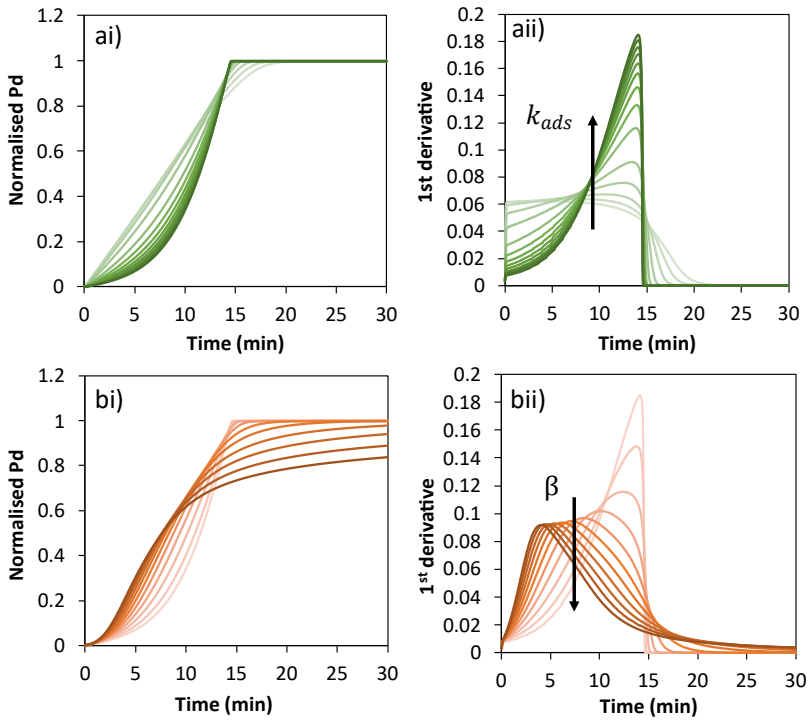 ai)
Normalised Pd
1.2
1
0.8
0.6
0.4
0.2
0
0 5 10 15 20 25 30
Time (min)
aii)
k_ads
1st derivative
0.2
0.18
0.16
0.14
0.12
0.1
0.08
0.06
0.04
0.02
0
0 5 10 15 20 25 30
Time (min)
bi)
Normalised Pd
1.2
1
0.8
0.6
0.4
0.2
0
0 5 10 15 20 25 30
Time (min)
bii)
β
1st derivative
0.2
0.18
0.16
0.14
0.12
0.1
0.08
0.06
0.04
0.02
0
0 5 10 15 20 25 30
Time (min)